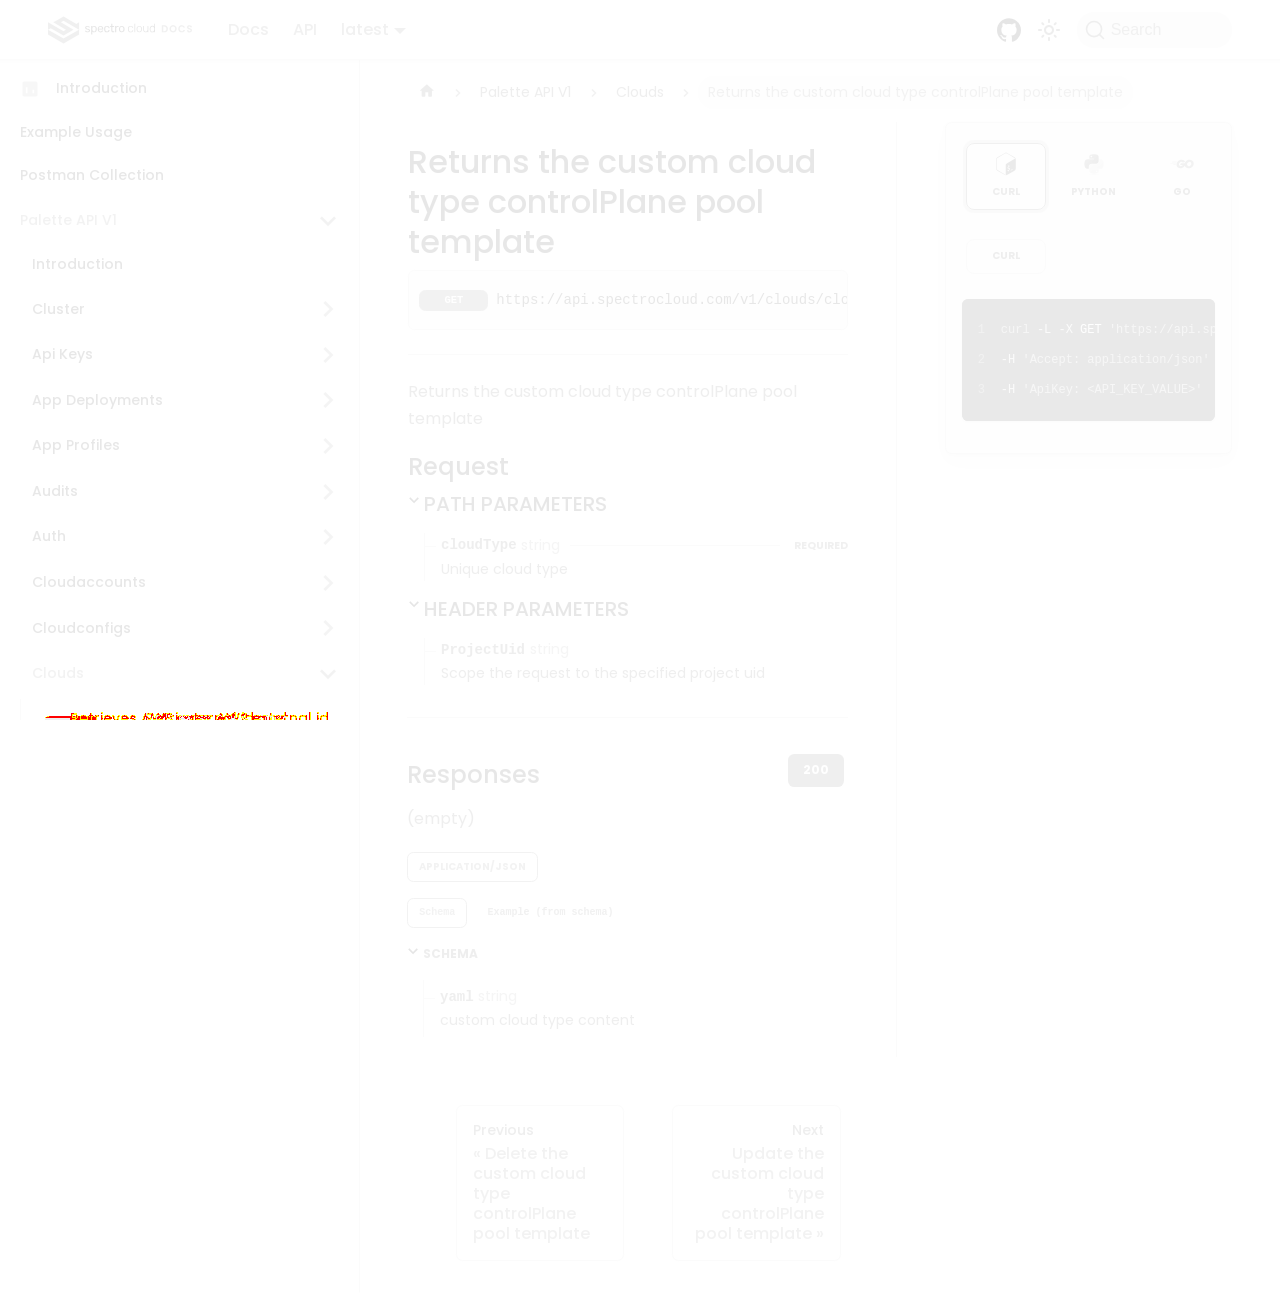 spectro cloud DOCS
Docs
API
latest
Search
Introduction
Example Usage
Postman Collection
Palette API V1
Introduction
Cluster
Api Keys
App Deployments
App Profiles
Audits
Auth
Cloudaccounts
Cloudconfigs
Clouds
Palette API V1
Clouds
Returns the custom cloud type controlPlane pool template
Returns the custom cloud
type controlPlane pool
template
GET https://api.spectrocloud.com/v1/clouds/clo
Returns the custom cloud type controlPlane pool
template
Request
PATH PARAMETERS
cloudType string REQUIRED
Unique cloud type
HEADER PARAMETERS
ProjectUid string
Scope the request to the specified project uid
Responses
200
(empty)
APPLICATION/JSON
Schema
Example (from schema)
SCHEMA
yaml string
custom cloud type content
Previous
« Delete the
custom cloud
type
controlPlane
pool template
Next
Update the
custom cloud
type
controlPlane
pool template »
CURL
PYTHON
GO
GO
CURL
1 curl -L -X GET 'https://api.sp
2 -H 'Accept: application/json'
3 -H 'ApiKey: <API_KEY_VALUE>'